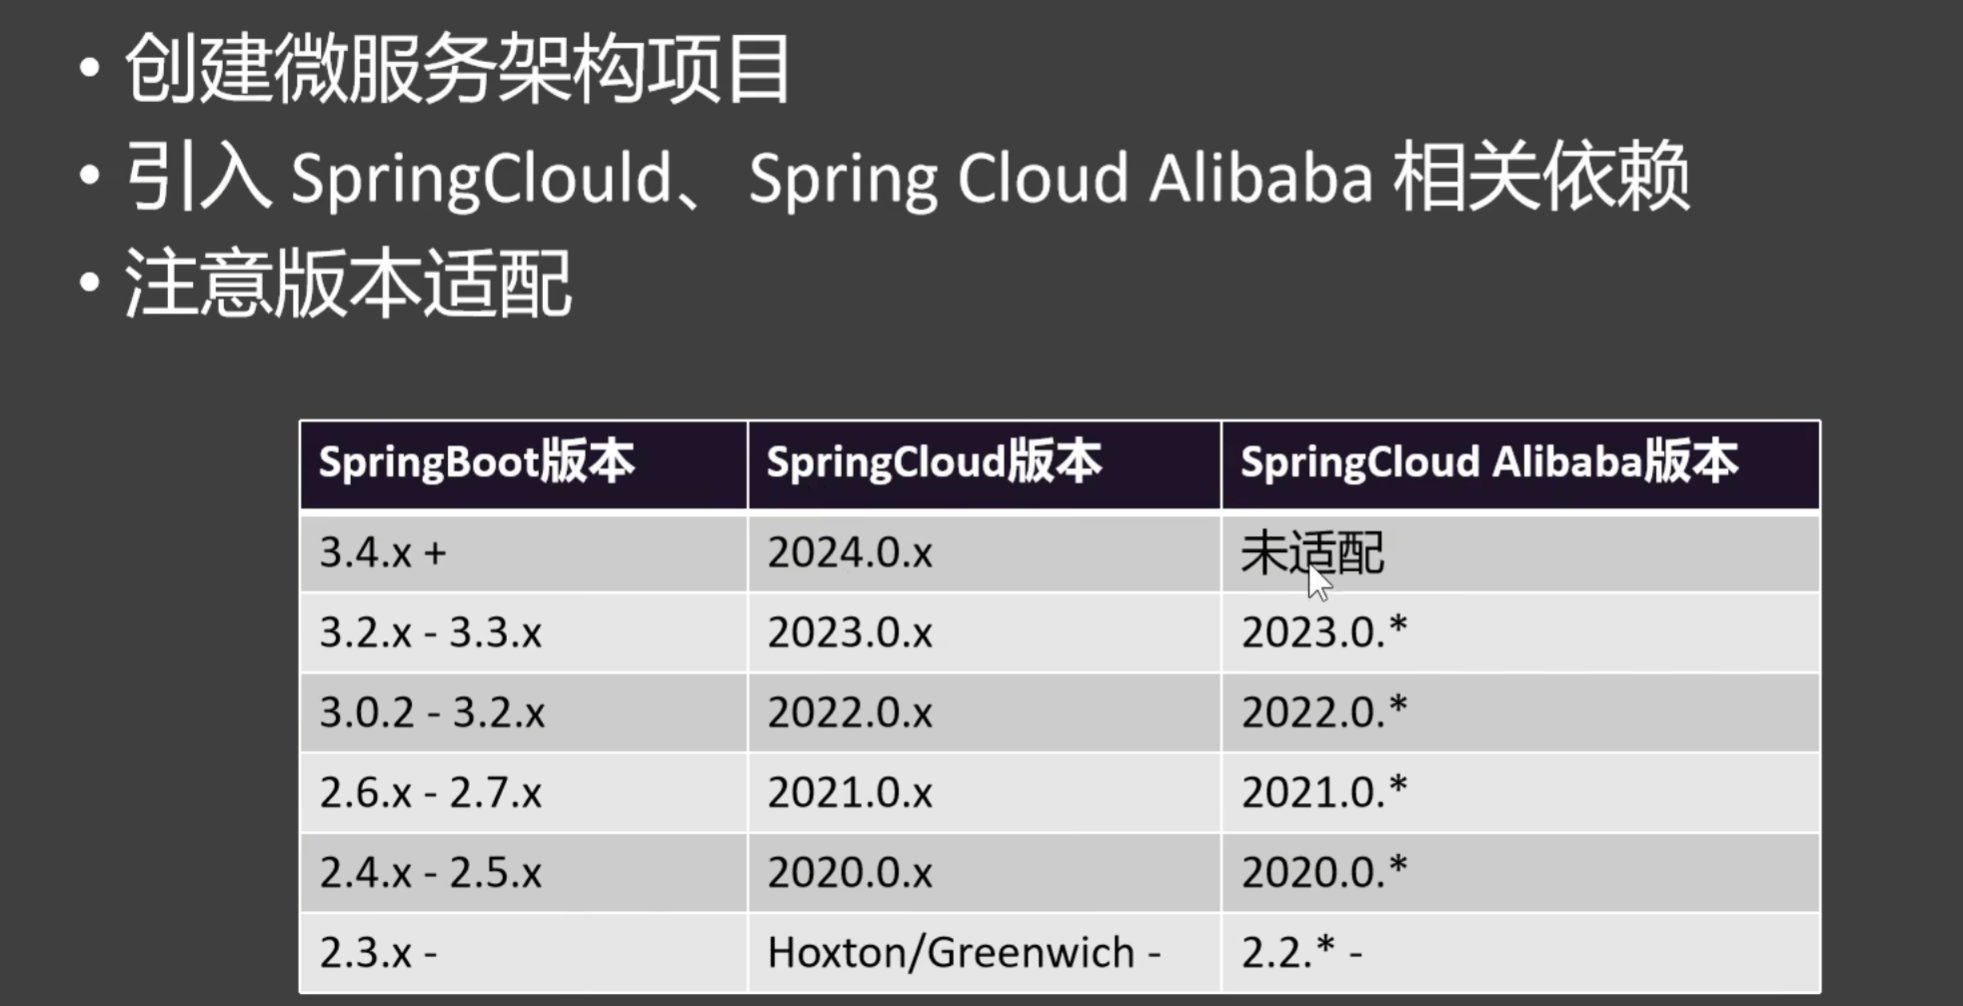 • 创建微服务架构项目
• 引入 SpringClould、 Spring Cloud Alibaba 相关依赖
• 注意版本适配
SpringBoot版本 SpringCloud版本 SpringCloud Alibaba版本
3.4.x + 2024.0.x 未适配
3.2.x - 3.3.x 2023.0.x 2023.0.*
3.0.2 - 3.2.x 2022.0.x 2022.0.*
2.6.x - 2.7.x 2021.0.x 2021.0.*
2.4.x - 2.5.x 2020.0.x 2020.0.*
2.3.x - Hoxton/Greenwich - 2.2.* -